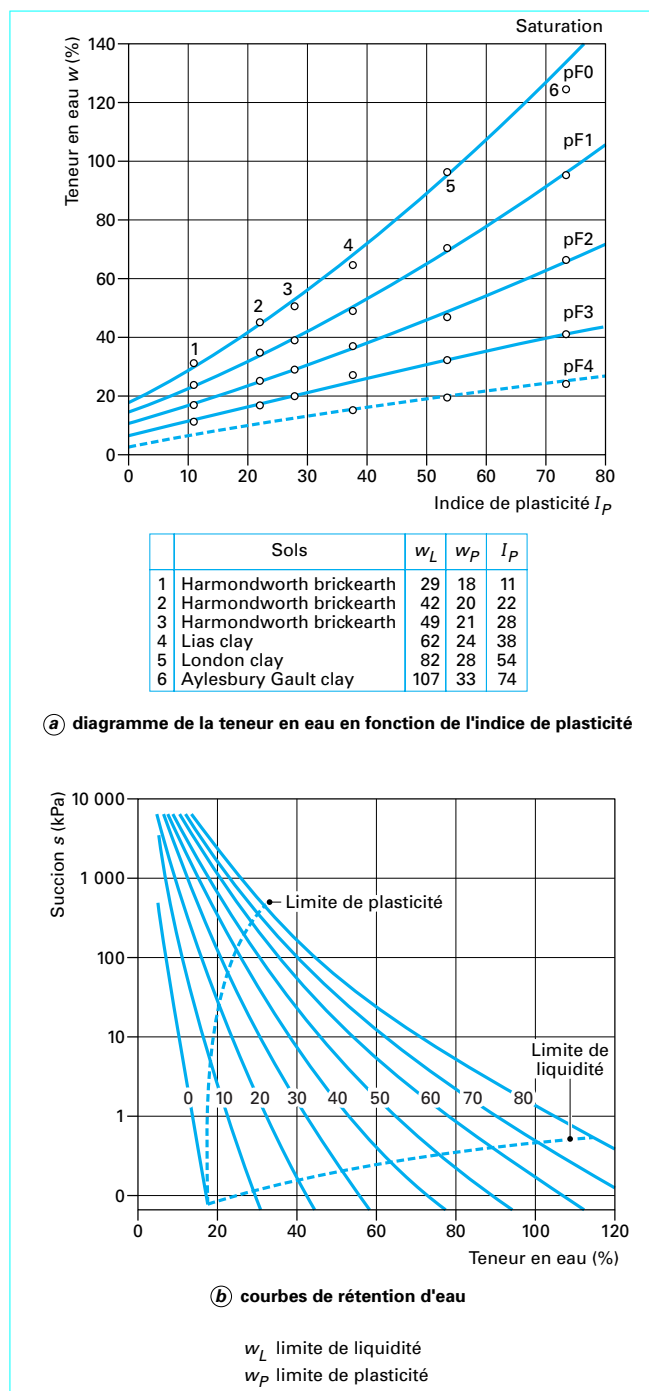 Saturation
Teneur en eau w (%)
140
120
100
80
60
40
20
0
pF0
pF1
pF2
pF3
pF4
1
2
3
4
5
6
0 10 20 30 40 50 60 70 80
Indice de plasticité I_P
Sols w_L w_P I_P
1 Harmondworth brickearth 29 18 11
2 Harmondworth brickearth 42 20 22
3 Harmondworth brickearth 49 21 28
4 Lias clay 62 24 38
5 London clay 82 28 54
6 Aylesbury Gault clay 107 33 74
a diagramme de la teneur en eau en fonction de l'indice de plasticité
Succion s (kPa)
10 000
1 000
100
10
1
0
Limite de plasticité
Limite de
liquidité
0 10 20 30 40 50 60 70 80
0 20 40 60 80 100 120
Teneur en eau (%)
b courbes de rétention d'eau
w_L limite de liquidité
w_P limite de plasticité